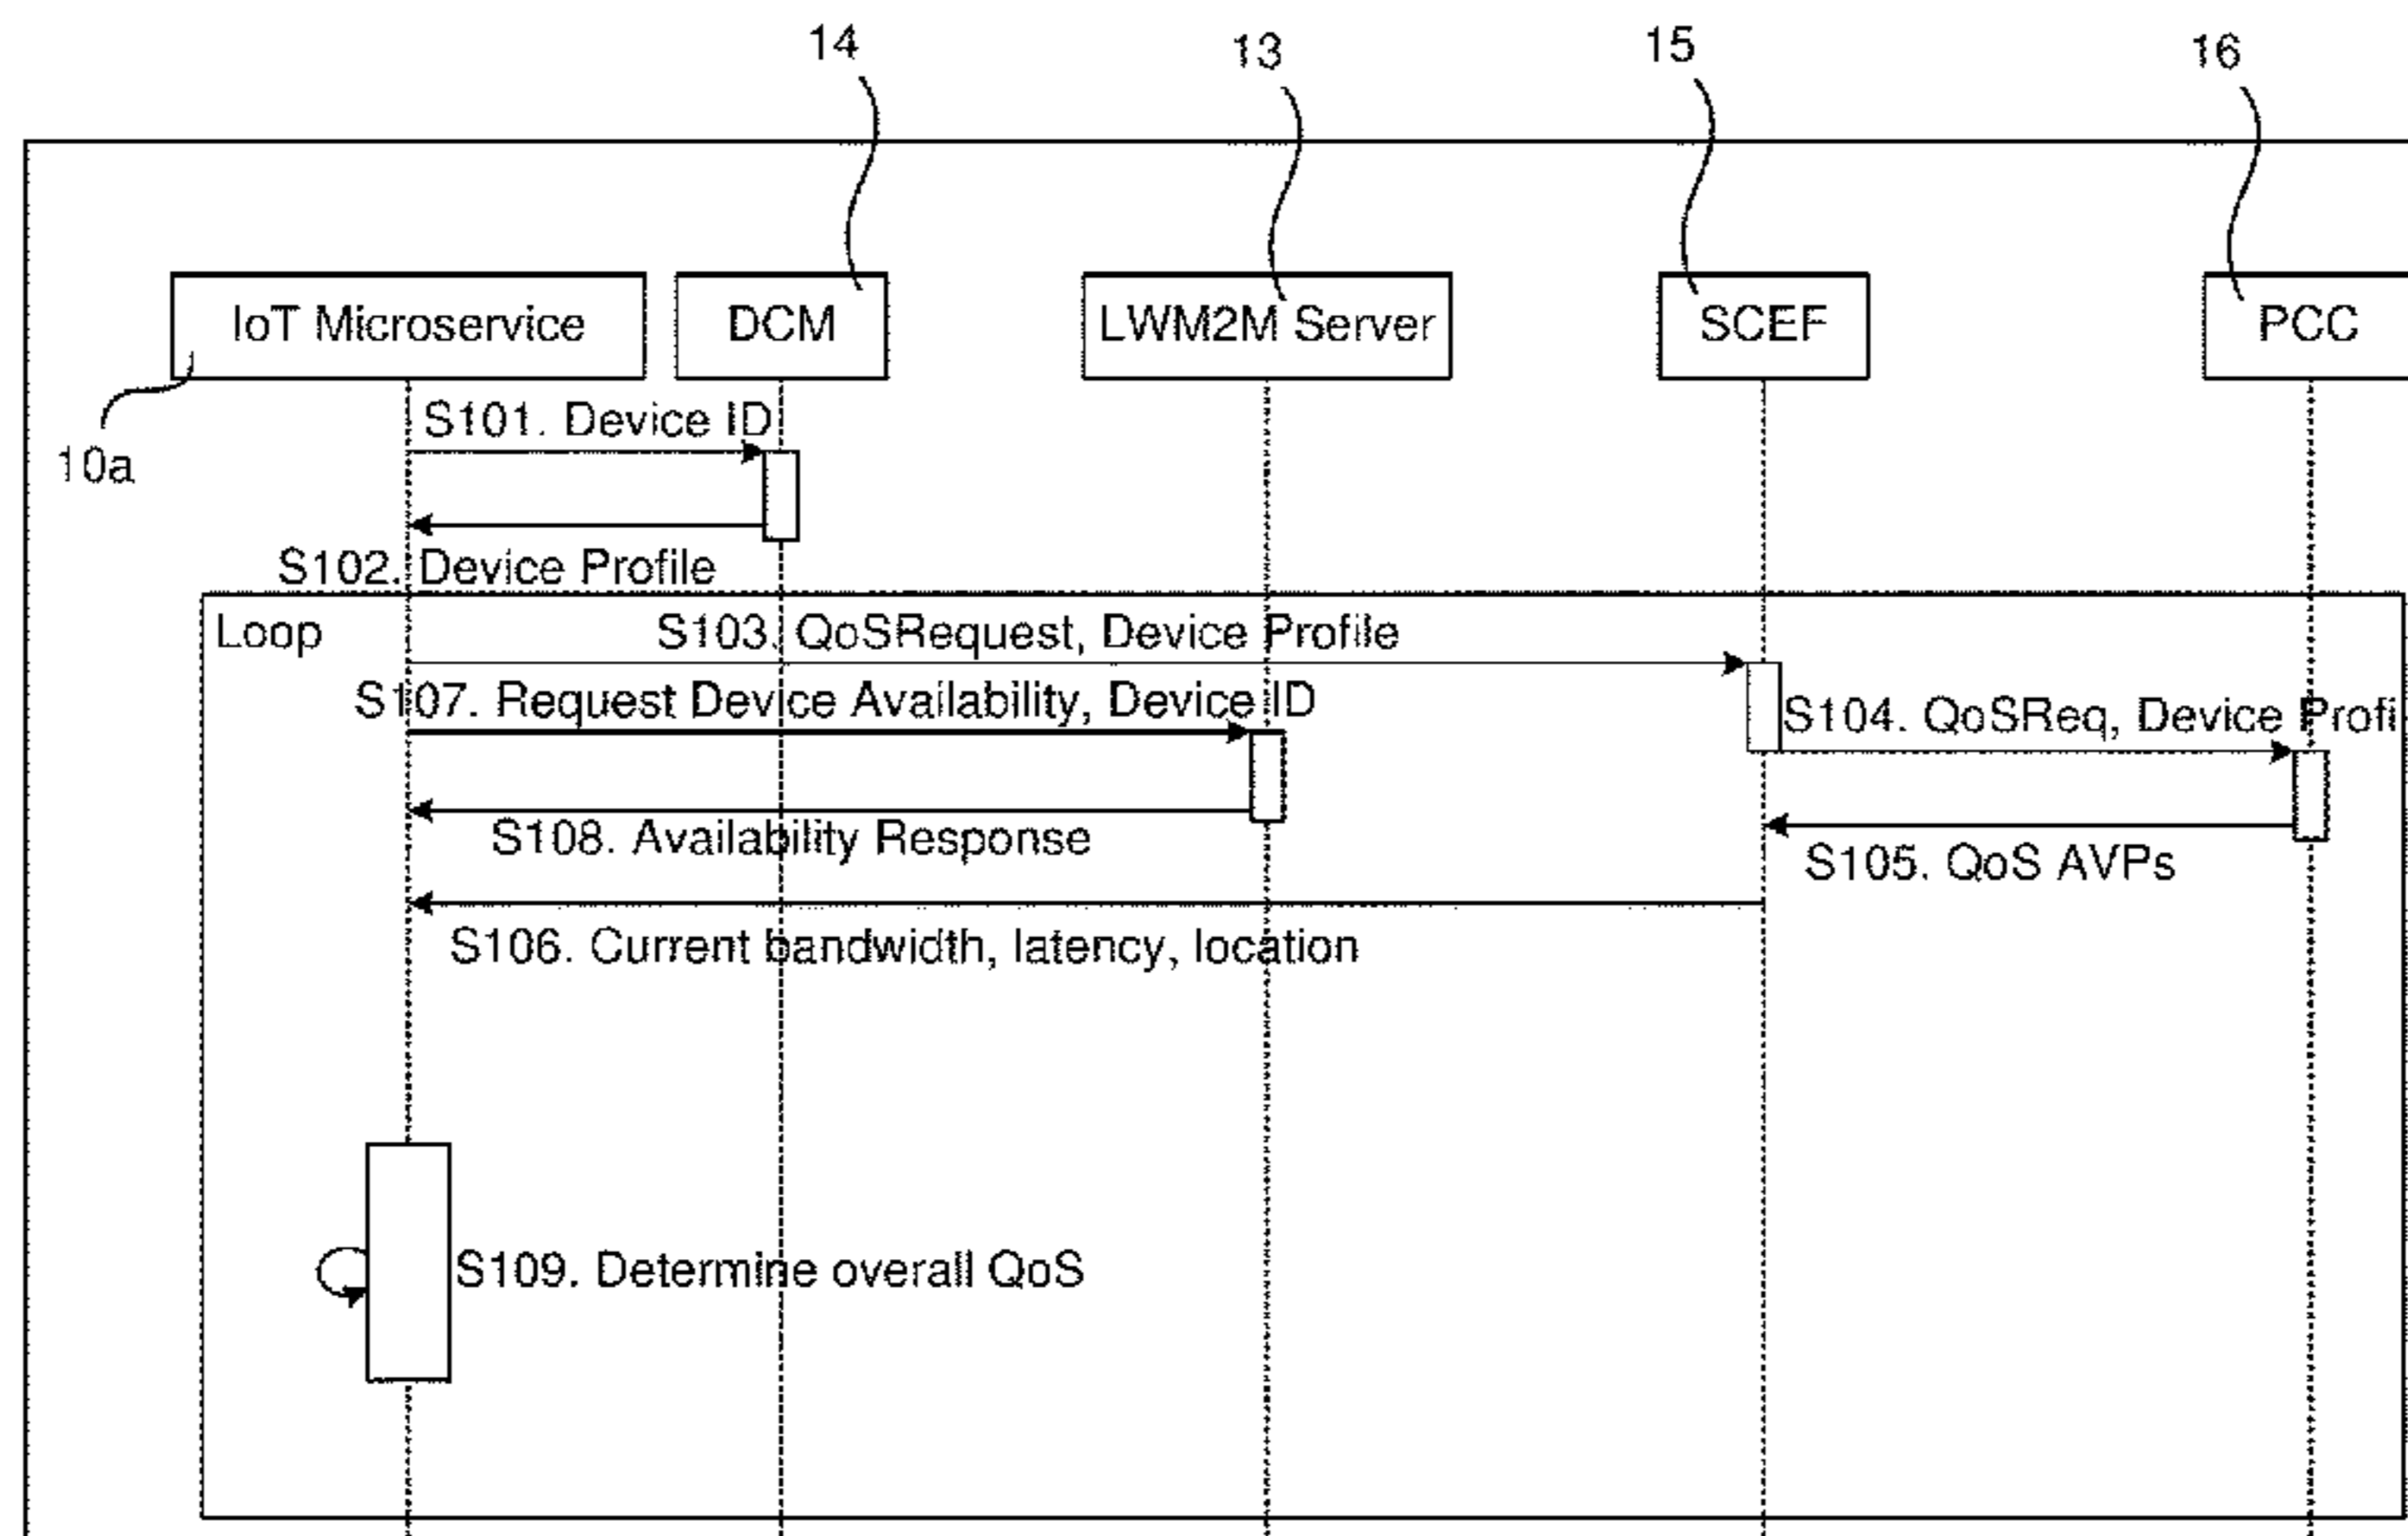 14
13
15
16
IoT Microservice
DCM
LWM2M Server
SCEF
PCC
S101. Device ID
10a
S102. Device Profile
Loop
S103. QoSRequest, Device Profile
S107. Request Device Availability, Device ID
S104. QoSReq, Device Profi
S108. Availability Response
S105. QoS AVPs
S106. Current bandwidth, latency, location
S109. Determine overall QoS